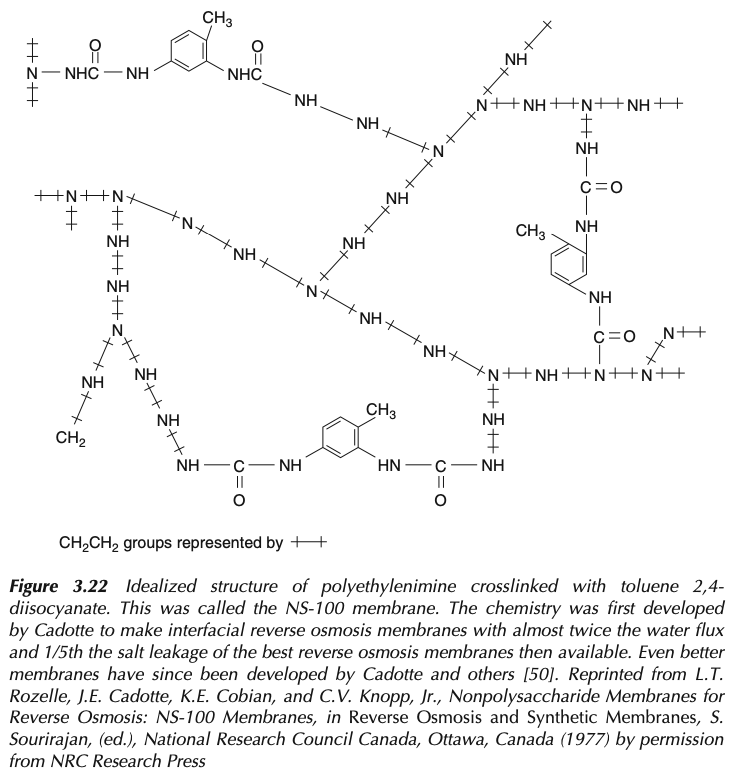 CH3
O
O
N NHC NH NHC
NH
NH
N
NH
N NH N NH
NH
C=O
NH
CH3
NH
C=O
N
NH
NH
N
N N
N
NH
NH
NH
N
NH
NH
N NH N N
NH
NH
NH
CH2
NH
NH C NH
CH3
HN C NH
O
O
CH2CH2 groups represented by
Figure 3.22 Idealized structure of polyethylenimine crosslinked with toluene 2,4-
diisocyanate. This was called the NS-100 membrane. The chemistry was first developed
by Cadotte to make interfacial reverse osmosis membranes with almost twice the water flux
and 1/5th the salt leakage of the best reverse osmosis membranes then available. Even better
membranes have since been developed by Cadotte and others [50]. Reprinted from L.T.
Rozelle, J.E. Cadotte, K.E. Cobian, and C.V. Knopp, Jr., Nonpolysaccharide Membranes for
Reverse Osmosis: NS-100 Membranes, in Reverse Osmosis and Synthetic Membranes, S.
Sourirajan, (ed.), National Research Council Canada, Ottawa, Canada (1977) by permission
from NRC Research Press